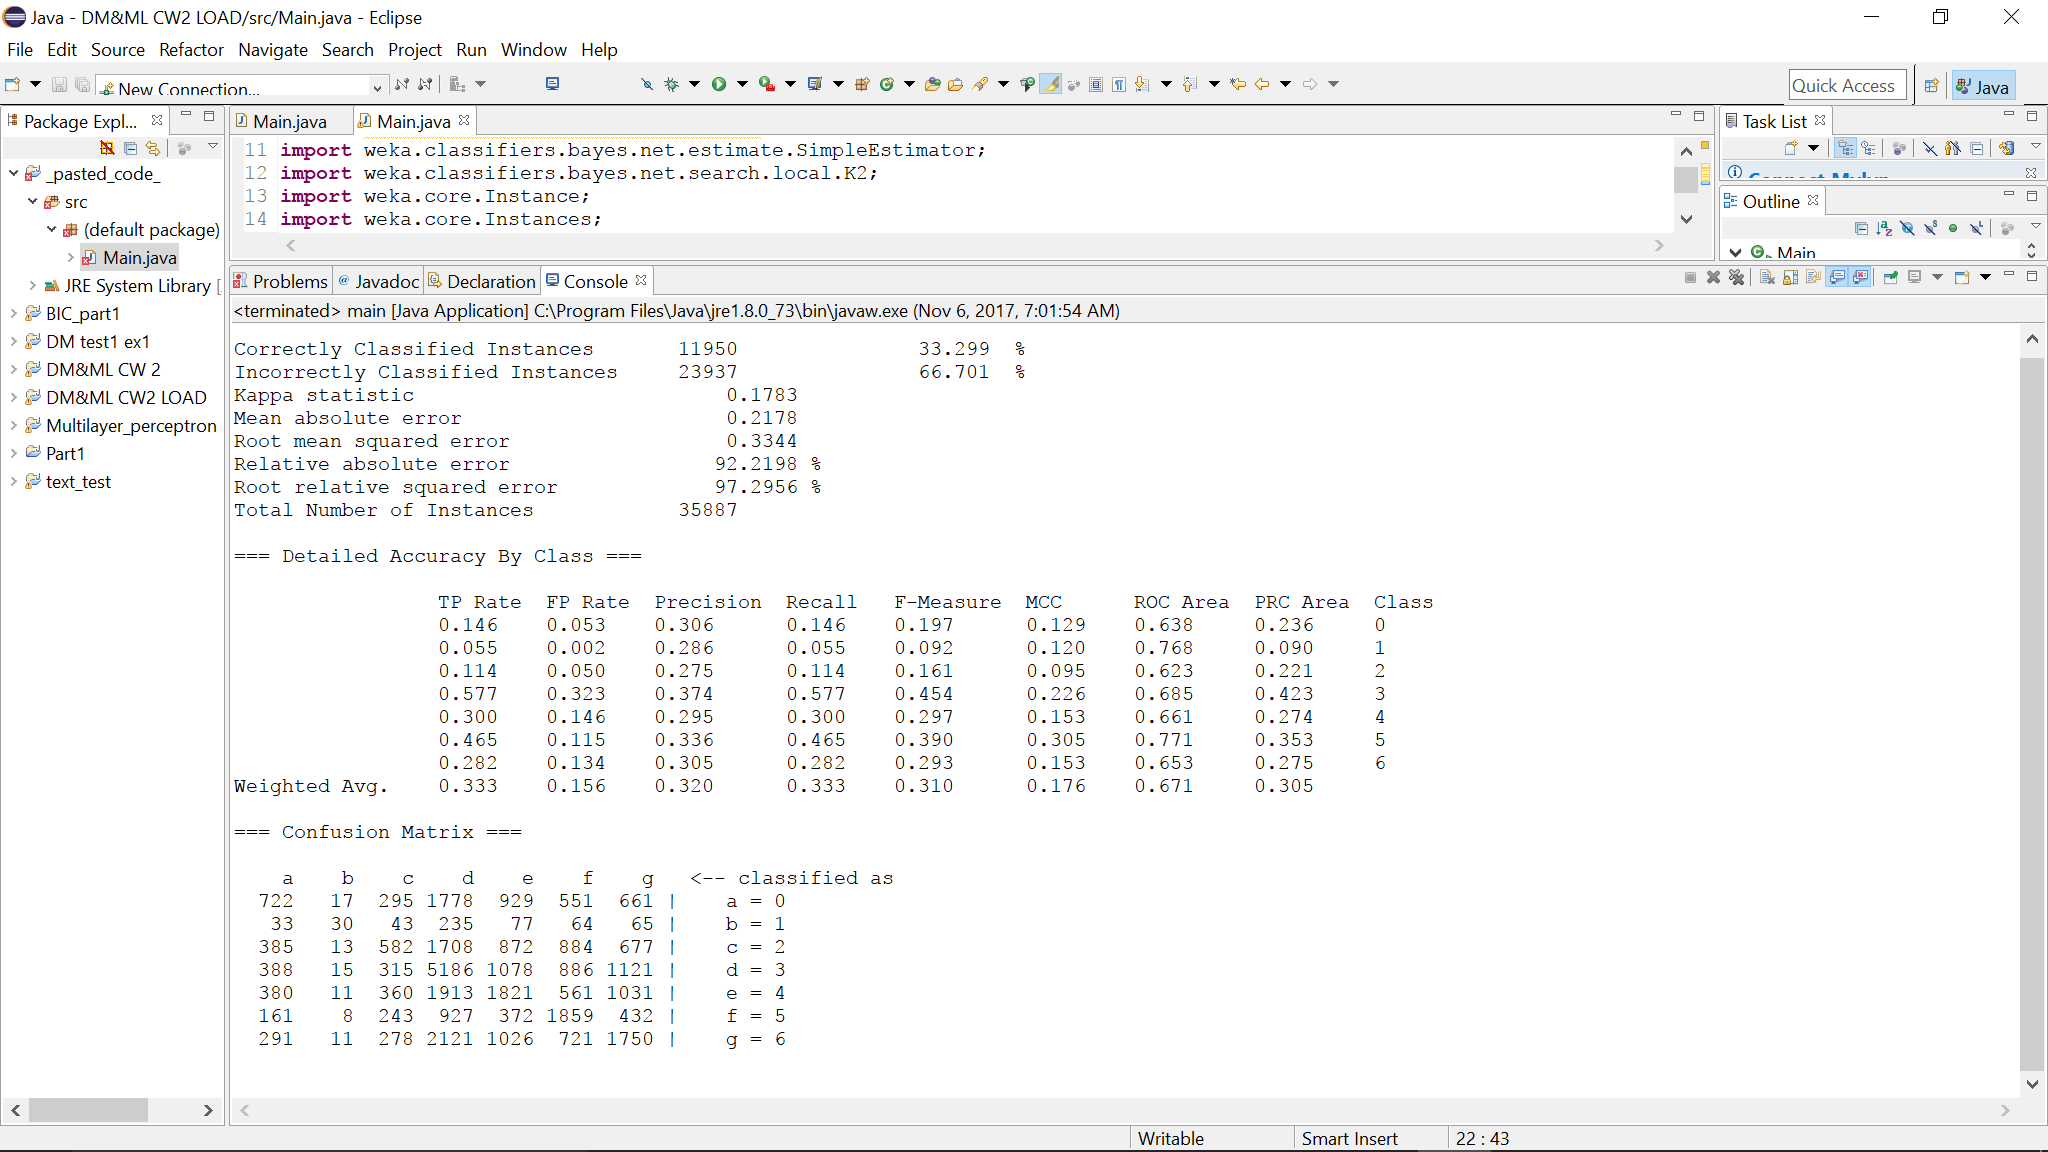 Java - DM&ML CW2 LOAD/src/Main.java - Eclipse
File Edit Source Refactor Navigate Search Project Run Window Help
New Connection...
Quick Access
Java
Package Expl...
_pasted_code_
src
(default package)
Main.java
JRE System Library [
BIC_part1
DM test1 ex1
DM&ML CW 2
DM&ML CW2 LOAD
Multilayer_perceptron
Part1
text_test
Main.java Main.java
11 import weka.classifiers.bayes.net.estimate.SimpleEstimator;
12 import weka.classifiers.bayes.net.search.local.K2;
13 import weka.core.Instance;
14 import weka.core.Instances;
Task List
Outline
Main
Problems @ Javadoc Declaration Console
<terminated> main [Java Application] C:\Program Files\Java\jre1.8.0_73\bin\javaw.exe (Nov 6, 2017, 7:01:54 AM)
Correctly Classified Instances 11950 33.299 %
Incorrectly Classified Instances 23937 66.701 %
Kappa statistic 0.1783
Mean absolute error 0.2178
Root mean squared error 0.3344
Relative absolute error 92.2198 %
Root relative squared error 97.2956 %
Total Number of Instances 35887
=== Detailed Accuracy By Class ===
TP Rate FP Rate Precision Recall F-Measure MCC ROC Area PRC Area Class
0.146 0.053 0.306 0.146 0.197 0.129 0.638 0.236 0
0.055 0.002 0.286 0.055 0.092 0.120 0.768 0.090 1
0.114 0.050 0.275 0.114 0.161 0.095 0.623 0.221 2
0.577 0.323 0.374 0.577 0.454 0.226 0.685 0.423 3
0.300 0.146 0.295 0.300 0.297 0.153 0.661 0.274 4
0.465 0.115 0.336 0.465 0.390 0.305 0.771 0.353 5
0.282 0.134 0.305 0.282 0.293 0.153 0.653 0.275 6
Weighted Avg. 0.333 0.156 0.320 0.333 0.310 0.176 0.671 0.305
=== Confusion Matrix ===
a b c d e f g <-- classified as
722 17 295 1778 929 551 661 | a = 0
33 30 43 235 77 64 65 | b = 1
385 13 582 1708 872 884 677 | c = 2
388 15 315 5186 1078 886 1121 | d = 3
380 11 360 1913 1821 561 1031 | e = 4
161 8 243 927 372 1859 432 | f = 5
291 11 278 2121 1026 721 1750 | g = 6
Writable Smart Insert 22 : 43